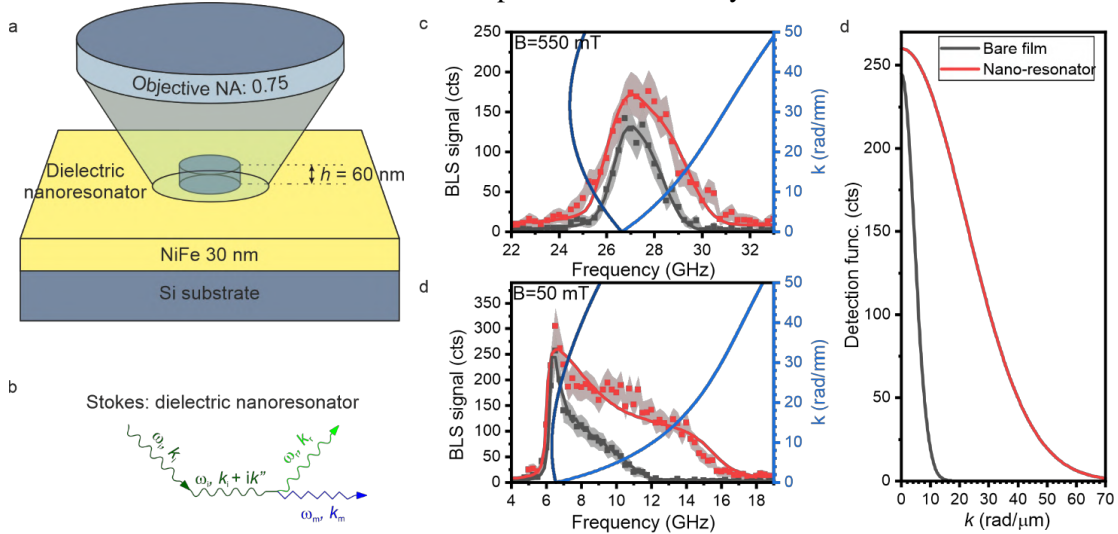 a
Objective NA: 0.75
Dielectric
nanoresonator
h = 60 nm
NiFe 30 nm
Si substrate
b
Stokes: dielectric nanoresonator
ωᵢ, kᵢ
ωᵢ, kᵢ + ik"
ωᵣ, kᵣ
ωₘ, kₘ
c
B=550 mT
BLS signal (cts)
250
200
150
100
50
0
22 24 26 28 30 32
Frequency (GHz)
50
40
30
20
10
0
k (rad/mm)
d
B=50 mT
BLS signal (cts)
350
300
250
200
150
100
50
0
4 6 8 10 12 14 16 18
Frequency (GHz)
50
40
30
20
10
0
k (rad/mm)
d
Bare film
Nano-resonator
Detection func. (cts)
250
200
150
100
50
0
0 10 20 30 40 50 60 70
k (rad/µm)